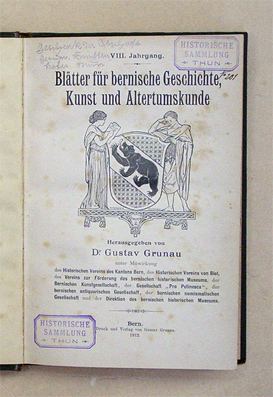 VIII. Jahrgang.
HISTORISCHE
SAMMLUNG
THUN
Blätter für bernische Geschichte,
Kunst und Altertumskunde
Herausgegeben von
Dr. Gustav Grunau
unter Mitwirkung
des Historischen Vereins des Kantons Bern, des Historischen Vereins von Biel,
des Vereins zur Förderung des bernischen historischen Museums, der
Bernischen Kunstgesellschaft, der Gesellschaft „Pro Petinesca“, der
bernischen antiquarischen Gesellschaft, der bernischen numismatischen
Gesellschaft und der Direktion des bernischen historischen Museums.
Bern.
Druck und Verlag von Gustav Grunau.
1912.
HISTORISCHE
SAMMLUNG
THUN